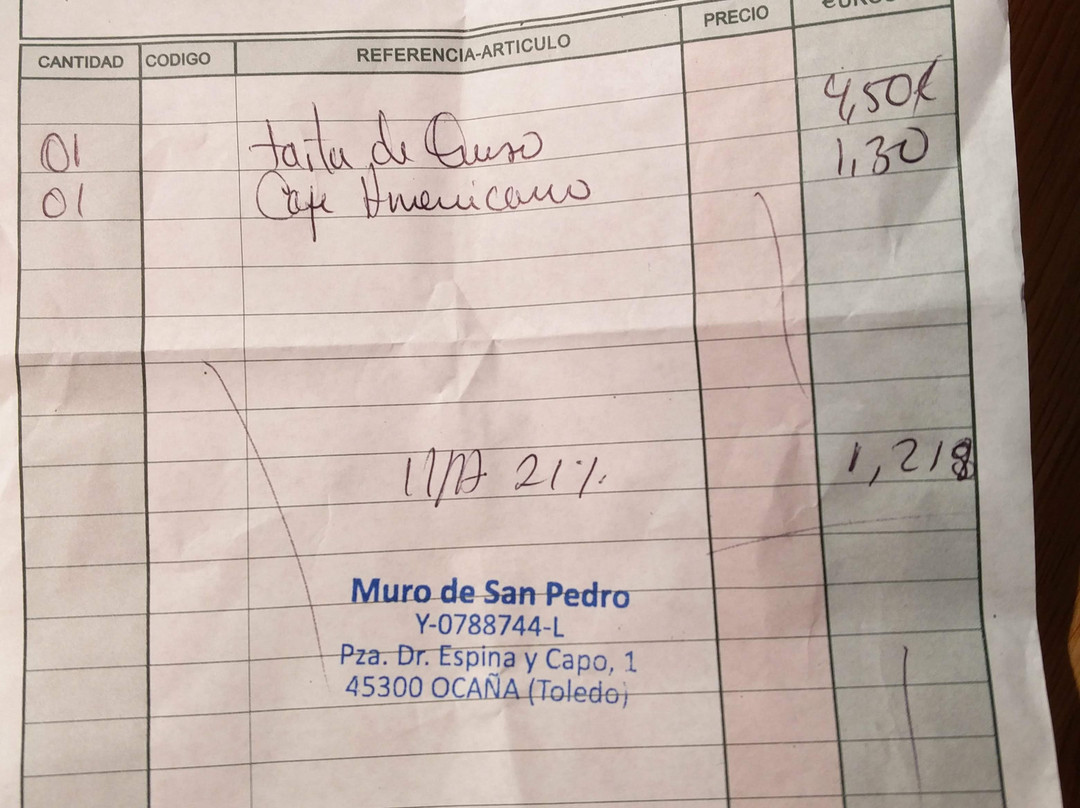 CANTIDAD CODIGO REFERENCIA-ARTICULO PRECIO EUROS
4,50€
01 tarta de Queso 1,30
01 Cafe Americano
IVA 21% 1,218
Muro de San Pedro
Y-0788744-L
Pza. Dr. Espina y Capo, 1
45300 OCAÑA (Toledo)